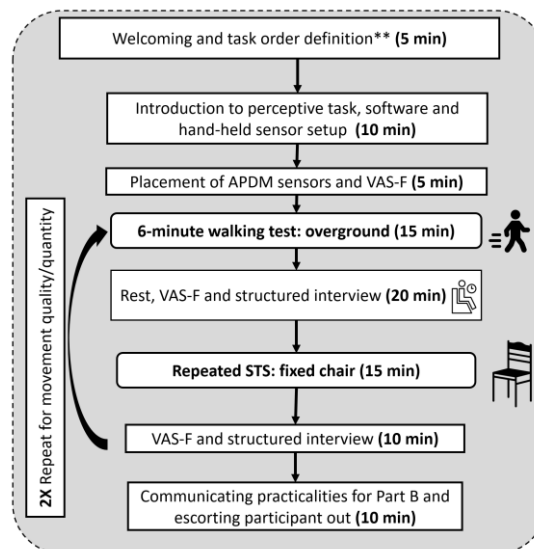 Welcoming and task order definition** (5 min)
Introduction to perceptive task, software and
hand-held sensor setup (10 min)
Placement of APDM sensors and VAS-F (5 min)
6-minute walking test: overground (15 min)
Rest, VAS-F and structured interview (20 min)
Repeated STS: fixed chair (15 min)
VAS-F and structured interview (10 min)
Communicating practicalities for Part B and
escorting participant out (10 min)
2X Repeat for movement quality/quantity